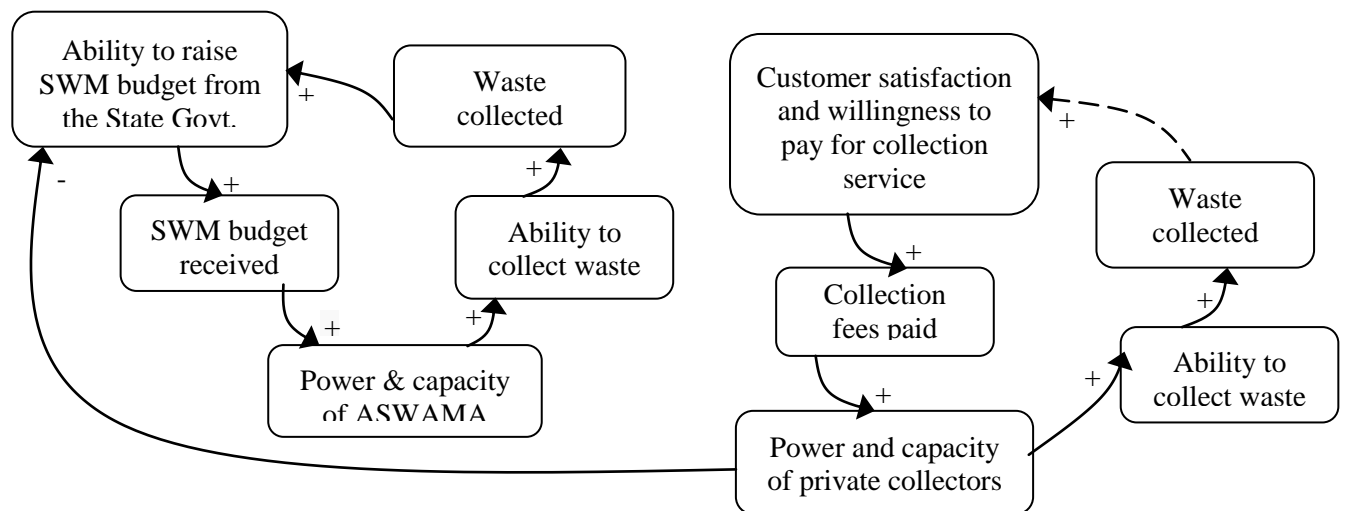 Ability to raise
SWM budget from
the State Govt.
+
Waste
collected
-
+
SWM budget
received
+
Ability to
collect waste
+
+
Power & capacity
of ASWAMA
Customer satisfaction
and willingness to
pay for collection
service
+
Waste
collected
+
Collection
fees paid
+
Ability to
collect waste
+
+
Power and capacity
of private collectors